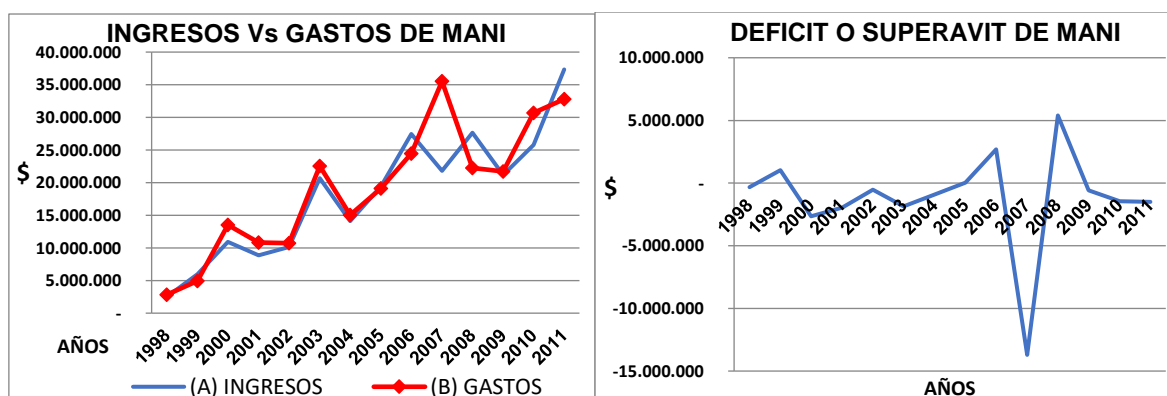 INGRESOS Vs GASTOS DE MANI
40.000.000
35.000.000
30.000.000
25.000.000
20.000.000
15.000.000
10.000.000
5.000.000
-
$
1998 1999 2000 2001 2002 2003 2004 2005 2006 2007 2008 2009 2010 2011
AÑOS
(A) INGRESOS (B) GASTOS
DEFICIT O SUPERAVIT DE MANI
10.000.000
5.000.000
-
-5.000.000
-10.000.000
-15.000.000
$
1998 1999 2000 2001 2002 2003 2004 2005 2006 2007 2008 2009 2010 2011
AÑOS